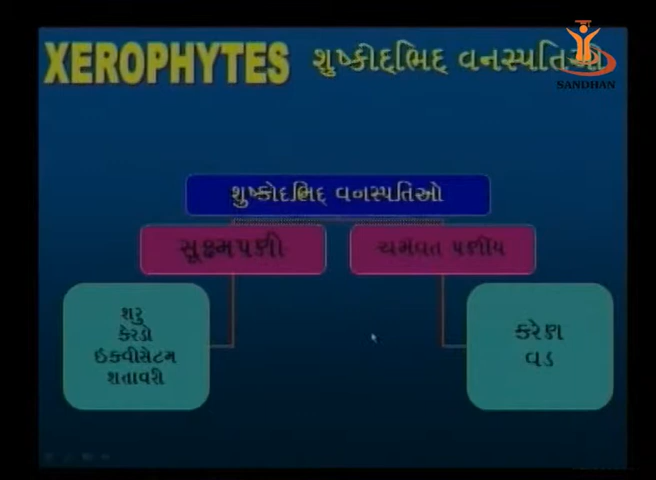 XEROPHYTES શુષ્કોદભિદ્ વનસ્પતિઓ
SANDHAN
શુષ્કોદભિદ્ વનસ્પતિઓ
સૂક્ષ્મપર્ણી
ચર્મવત પર્ણીય
શરુ
કેરડો
ઈકવીસેટમ
શતાવરી
કરેણ
વડ